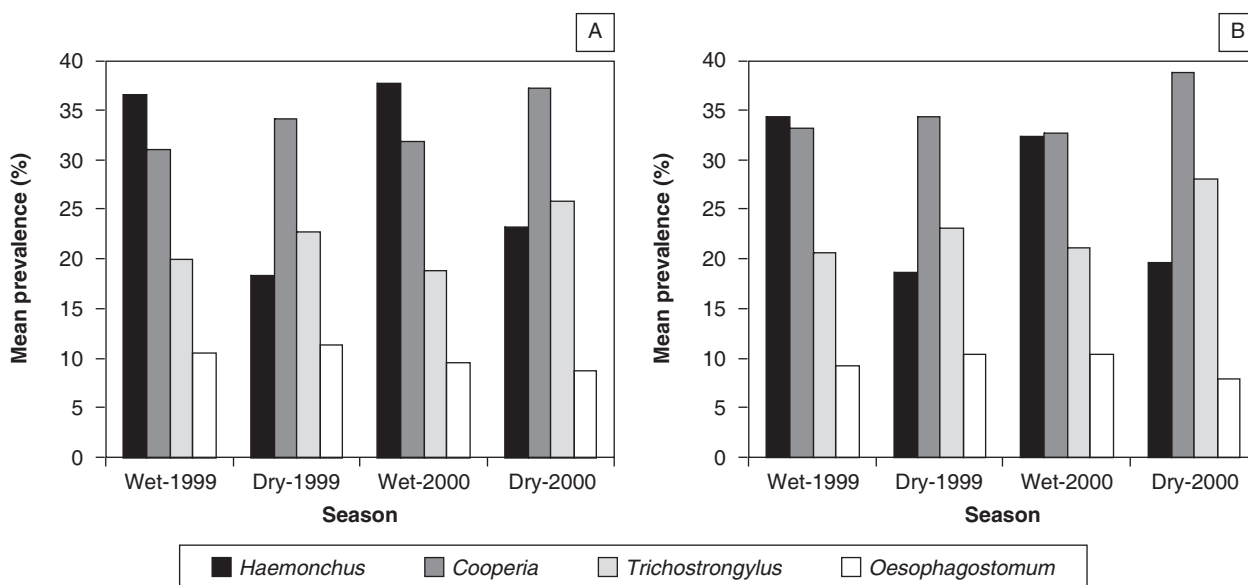 A
Mean prevalence (%)
40
35
30
25
20
15
10
5
0
Wet-1999 Dry-1999 Wet-2000 Dry-2000
Season
B
Mean prevalence (%)
40
35
30
25
20
15
10
5
0
Wet-1999 Dry-1999 Wet-2000 Dry-2000
Season
Haemonchus Cooperia Trichostrongylus Oesophagostomum